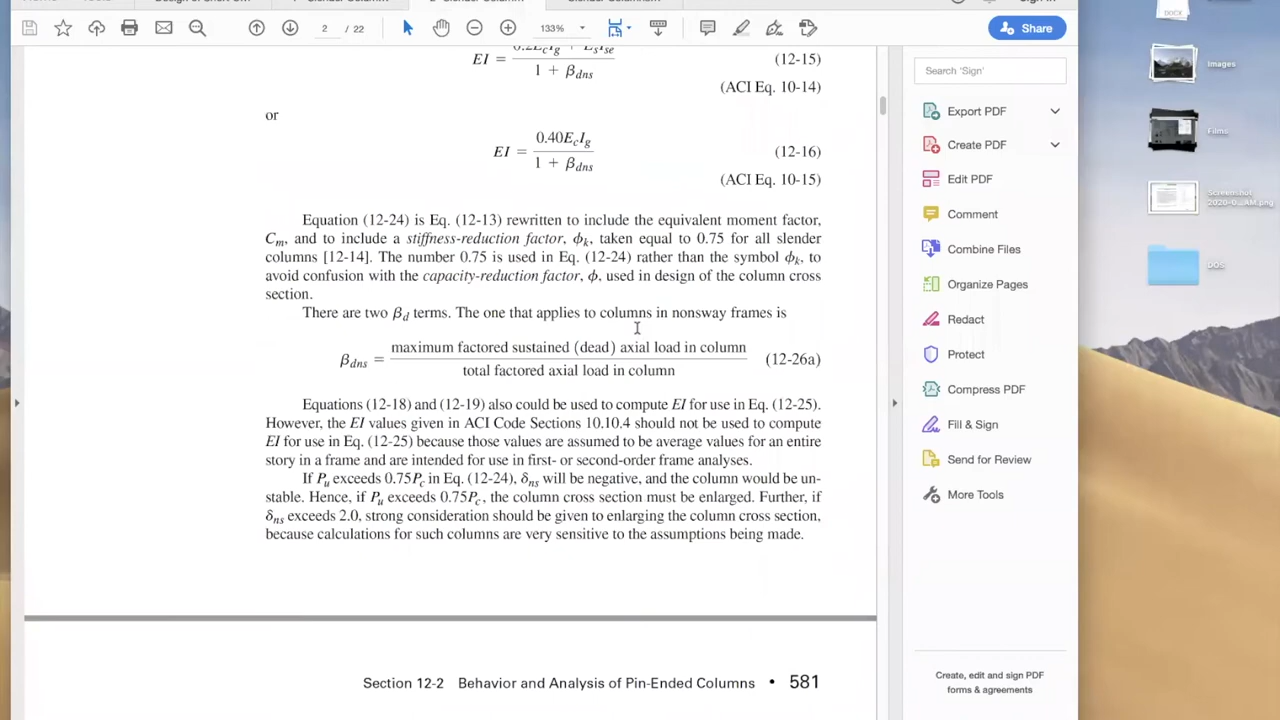 2 / 22
133%
Share
EI = 0.2EcIg + EsIse / 1 + βdns (12-15)
(ACI Eq. 10-14)
or
EI = 0.40EcIg / 1 + βdns (12-16)
(ACI Eq. 10-15)
Equation (12-24) is Eq. (12-13) rewritten to include the equivalent moment factor,
Cm, and to include a stiffness-reduction factor, ϕk, taken equal to 0.75 for all slender
columns [12-14]. The number 0.75 is used in Eq. (12-24) rather than the symbol ϕk, to
avoid confusion with the capacity-reduction factor, ϕ, used in design of the column cross
section.
There are two βd terms. The one that applies to columns in nonsway frames is
βdns = maximum factored sustained (dead) axial load in column / total factored axial load in column (12-26a)
Equations (12-18) and (12-19) also could be used to compute EI for use in Eq. (12-25).
However, the EI values given in ACI Code Sections 10.10.4 should not be used to compute
EI for use in Eq. (12-25) because those values are assumed to be average values for an entire
story in a frame and are intended for use in first- or second-order frame analyses.
If Pu exceeds 0.75Pc in Eq. (12-24), δns will be negative, and the column would be un-
stable. Hence, if Pu exceeds 0.75Pc, the column cross section must be enlarged. Further, if
δns exceeds 2.0, strong consideration should be given to enlarging the column cross section,
because calculations for such columns are very sensitive to the assumptions being made.
Section 12-2 Behavior and Analysis of Pin-Ended Columns • 581
Search 'Sign'
Export PDF
Create PDF
Edit PDF
Comment
Combine Files
Organize Pages
Redact
Protect
Compress PDF
Fill & Sign
Send for Review
More Tools
Create, edit and sign PDF
forms & agreements
DOCX
Images
Films